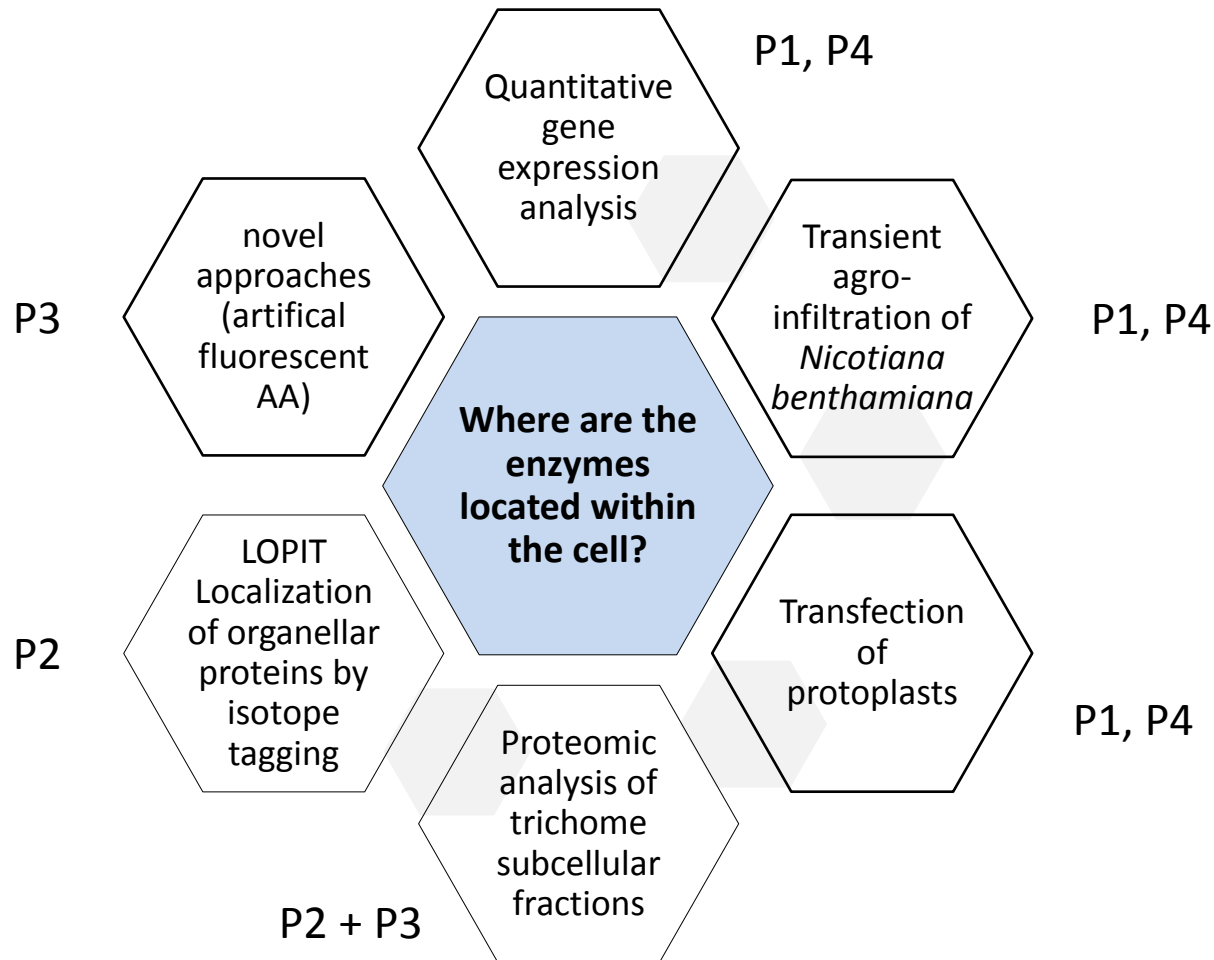 P1, P4
Quantitative
gene
expression
analysis
novel
approaches
(artifical
fluorescent
AA)
P3
Transient
agro-
infiltration of
Nicotiana
benthamiana
P1, P4
Where are the
enzymes
located within
the cell?
LOPIT
Localization
of organellar
proteins by
isotope
tagging
P2
Transfection
of
protoplasts
P1, P4
Proteomic
analysis of
trichome
subcellular
fractions
P2 + P3